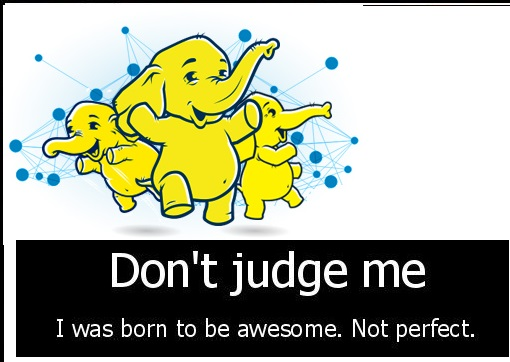 Don't judge me
I was born to be awesome. Not perfect.